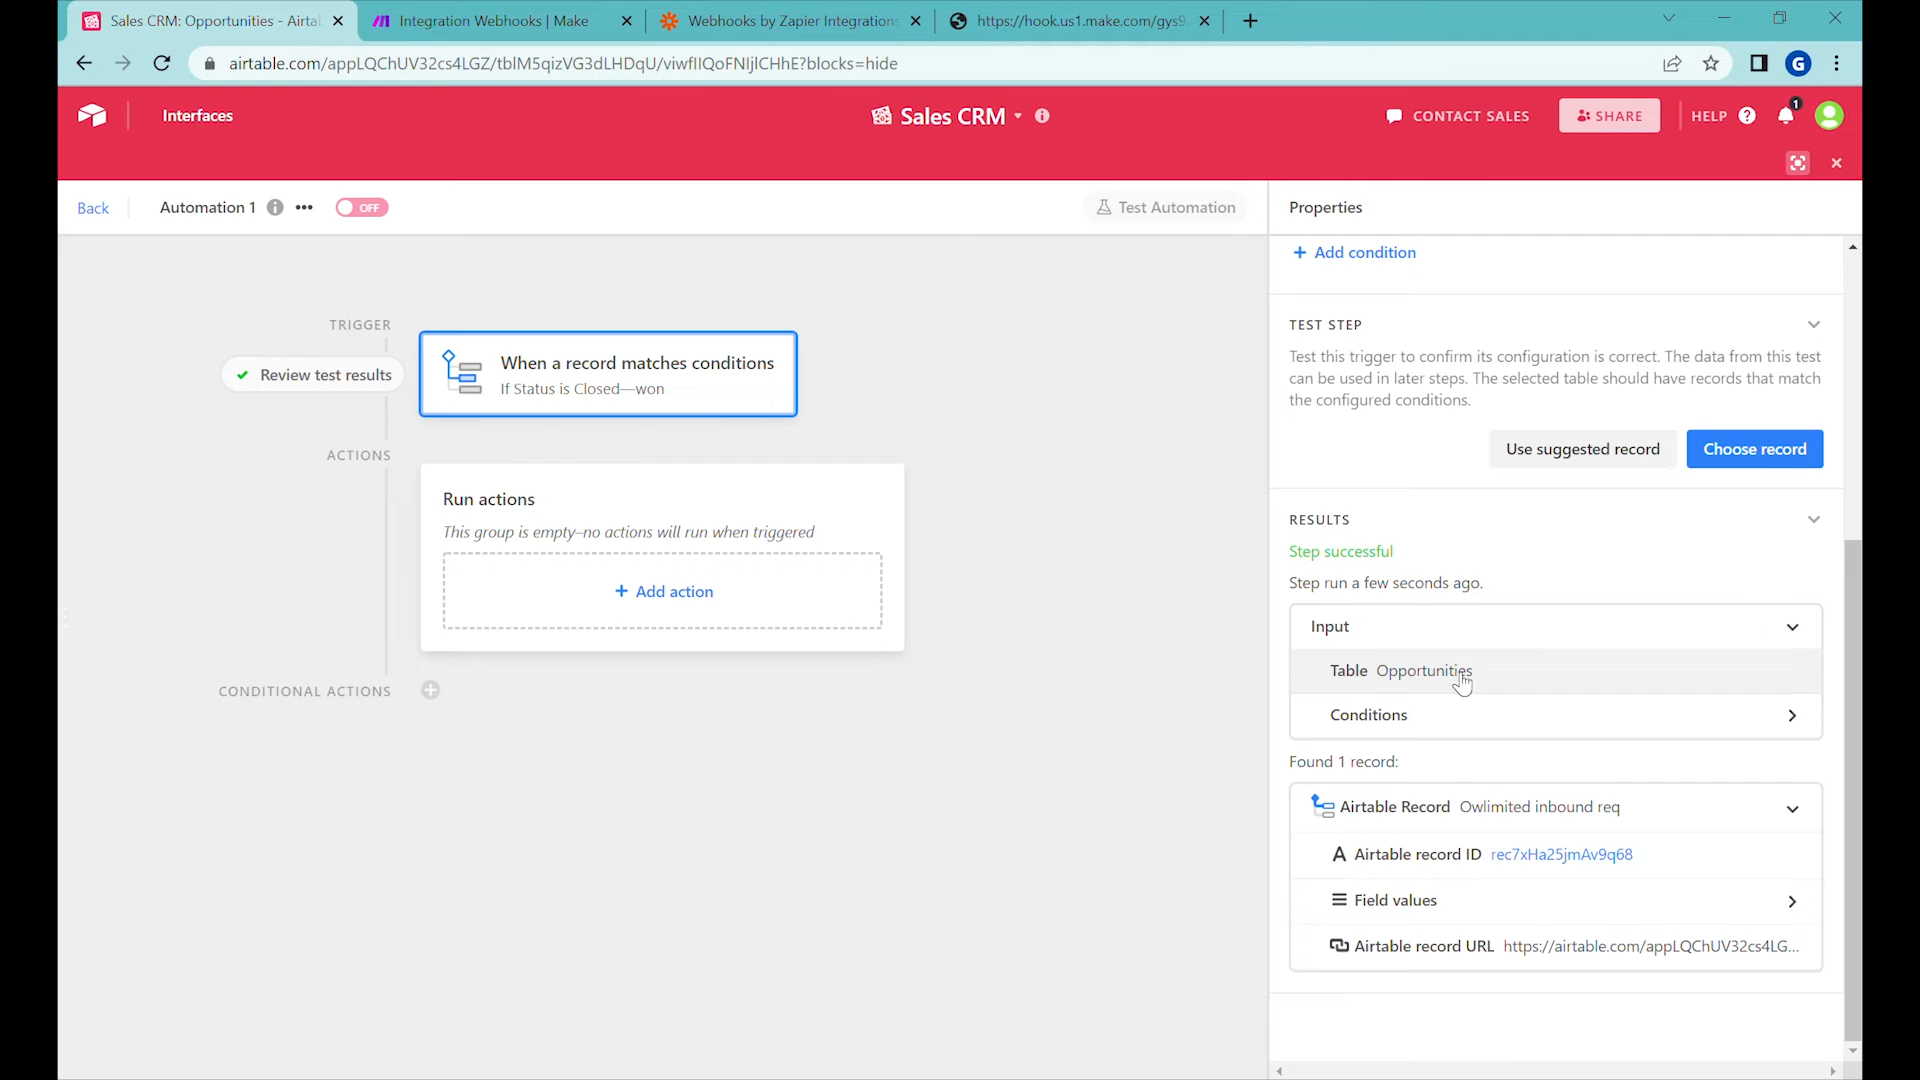 Sales CRM: Opportunities - Airtal
Integration Webhooks | Make
Webhooks by Zapier Integrations
https://hook.us1.make.com/gys9
airtable.com/appLQChUV32cs4LGZ/tblM5qizVG3dLHDqU/viwfIIQoFNIjlCHhE?blocks=hide
G
Interfaces
Sales CRM
CONTACT SALES
SHARE
HELP
1
Back
Automation 1
OFF
Test Automation
Properties
+ Add condition
TRIGGER
Review test results
When a record matches conditions
If Status is Closed—won
ACTIONS
Run actions
This group is empty–no actions will run when triggered
+ Add action
CONDITIONAL ACTIONS
TEST STEP
Test this trigger to confirm its configuration is correct. The data from this test
can be used in later steps. The selected table should have records that match
the configured conditions.
Use suggested record
Choose record
RESULTS
Step successful
Step run a few seconds ago.
Input
Table Opportunities
Conditions
Found 1 record:
Airtable Record Owlimited inbound req
A Airtable record ID rec7xHa25jmAv9q68
Field values
Airtable record URL https://airtable.com/appLQChUV32cs4LG...